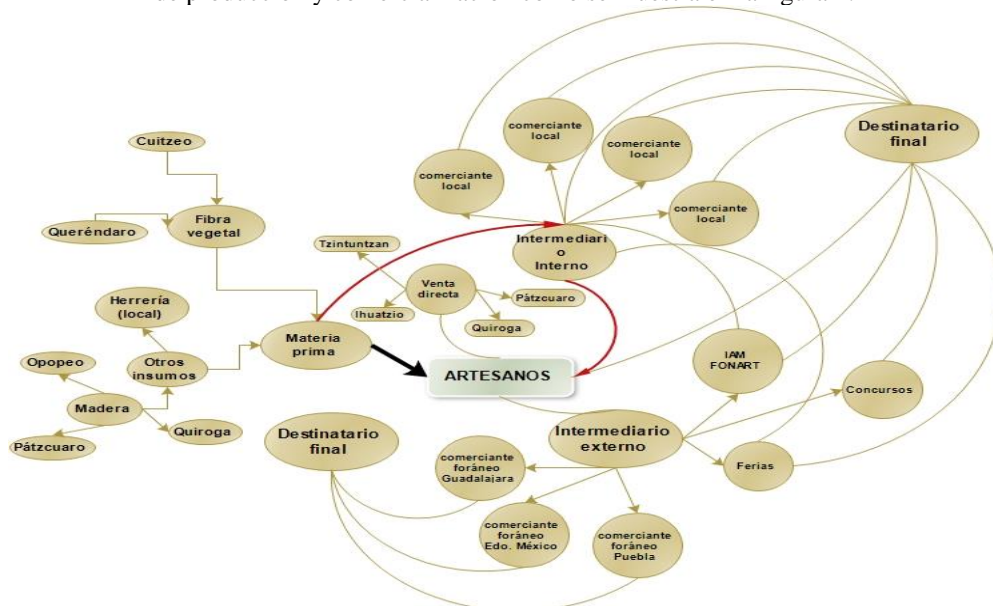 Cuitzeo
Queréndaro
Fibra
vegetal
Herrería
(local)
Opopeo
Otros
insumos
Madera
Pátzcuaro
Quiroga
Materia
prima
Tzintuntzan
Venta
directa
Ihuatzio
Pátzcuaro
Quiroga
ARTESANOS
comerciante
local
comerciante
local
comerciante
local
comerciante
local
Intermediari
o
Interno
Destinatario
final
IAM
FONART
Concursos
Ferias
Intermediario
externo
Destinatario
final
comerciante
foráneo
Guadalajara
comerciante
foráneo
Edo. México
comerciante
foráneo
Puebla